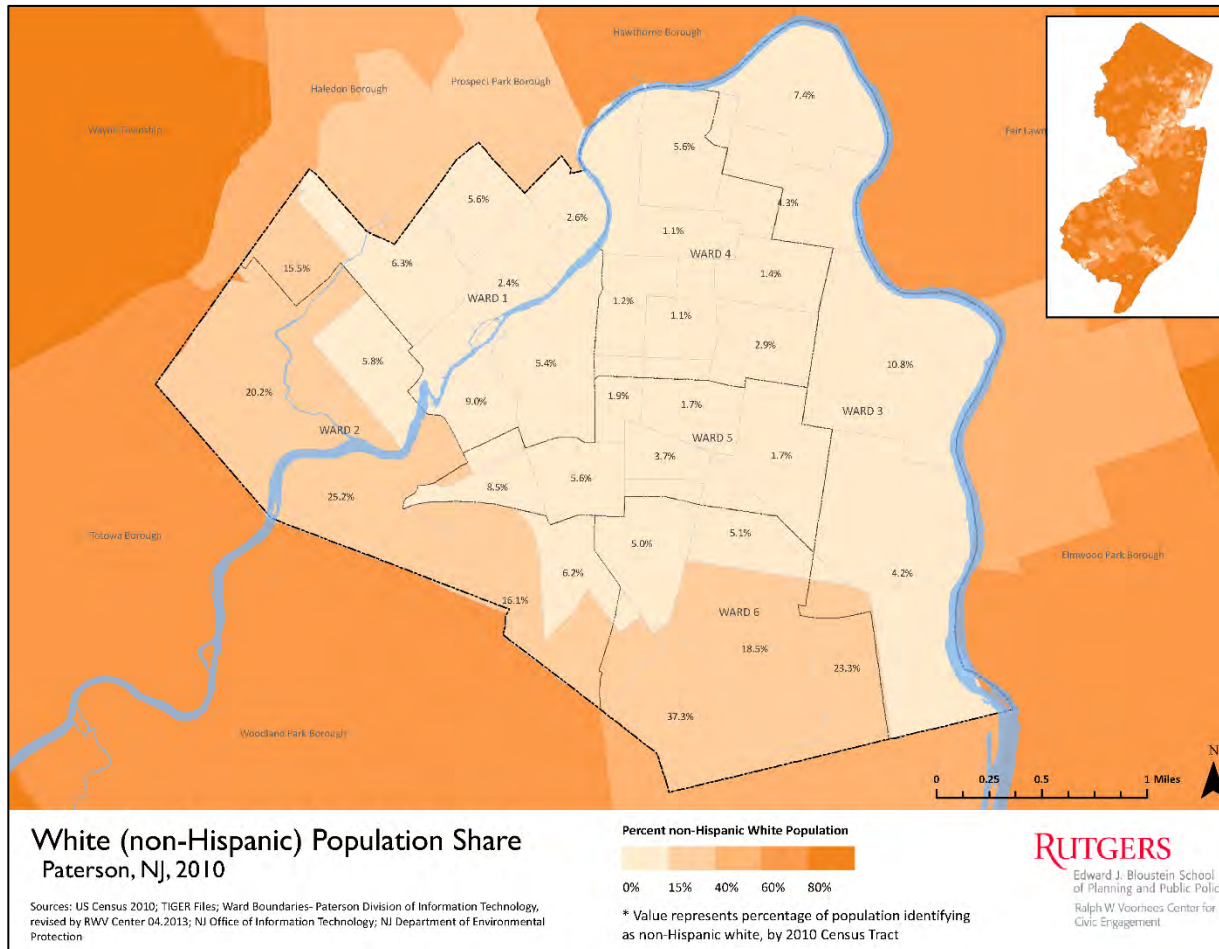 Hawthorne Borough
Prospect Park Borough
Haledon Borough
Wayne Township
Fair Lawn
7.4%
5.6%
4.3%
5.6%
2.6%
1.1%
WARD 4
6.3%
15.5%
1.4%
2.4%
WARD 1
1.2%
1.1%
2.9%
5.8%
5.4%
10.8%
20.2%
9.0%
1.9%
1.7%
WARD 3
WARD 2
WARD 5
3.7%
1.7%
5.6%
8.5%
25.2%
Totowa Borough
5.1%
5.0%
Elmwood Park Borough
6.2%
4.2%
16.1%
WARD 6
18.5%
23.3%
37.3%
Woodland Park Borough
N
0 0.25 0.5 1 Miles
White (non-Hispanic) Population Share
Paterson, NJ, 2010
Sources: US Census 2010; TIGER Files; Ward Boundaries- Paterson Division of Information Technology,
revised by RWV Center 04.2013; NJ Office of Information Technology; NJ Department of Environmental
Protection
Percent non-Hispanic White Population
0% 15% 40% 60% 80%
* Value represents percentage of population identifying
as non-Hispanic white, by 2010 Census Tract
RUTGERS
Edward J. Bloustein School
of Planning and Public Polic
Ralph W Voorhees Center for
Civic Engagement